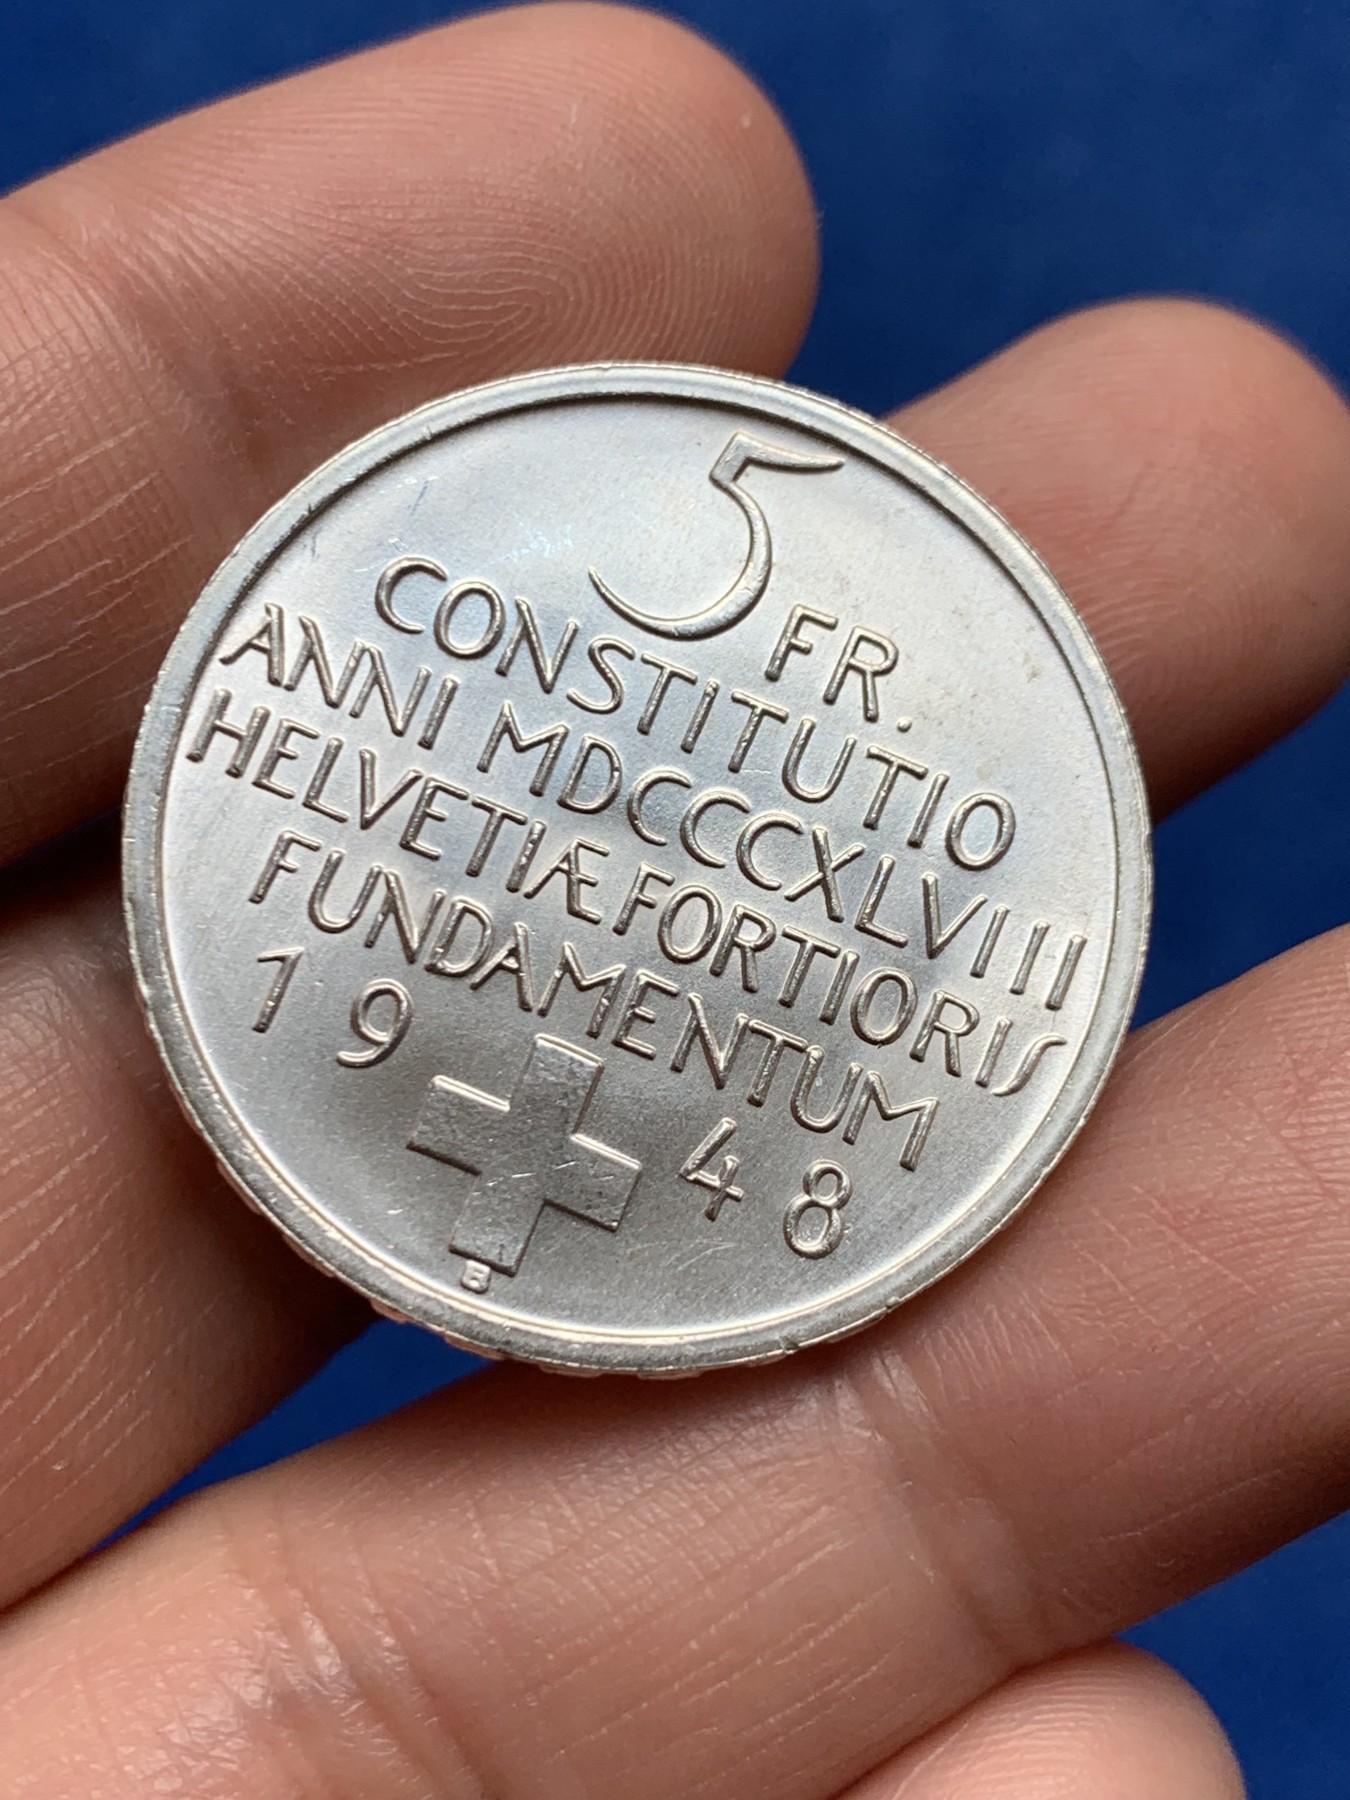 5 FR.
CONSTITUTIO
ANNI MDCCCXLVIII
HELVETIÆ FORTIORIS
FUNDAMENTUM
19 48
B